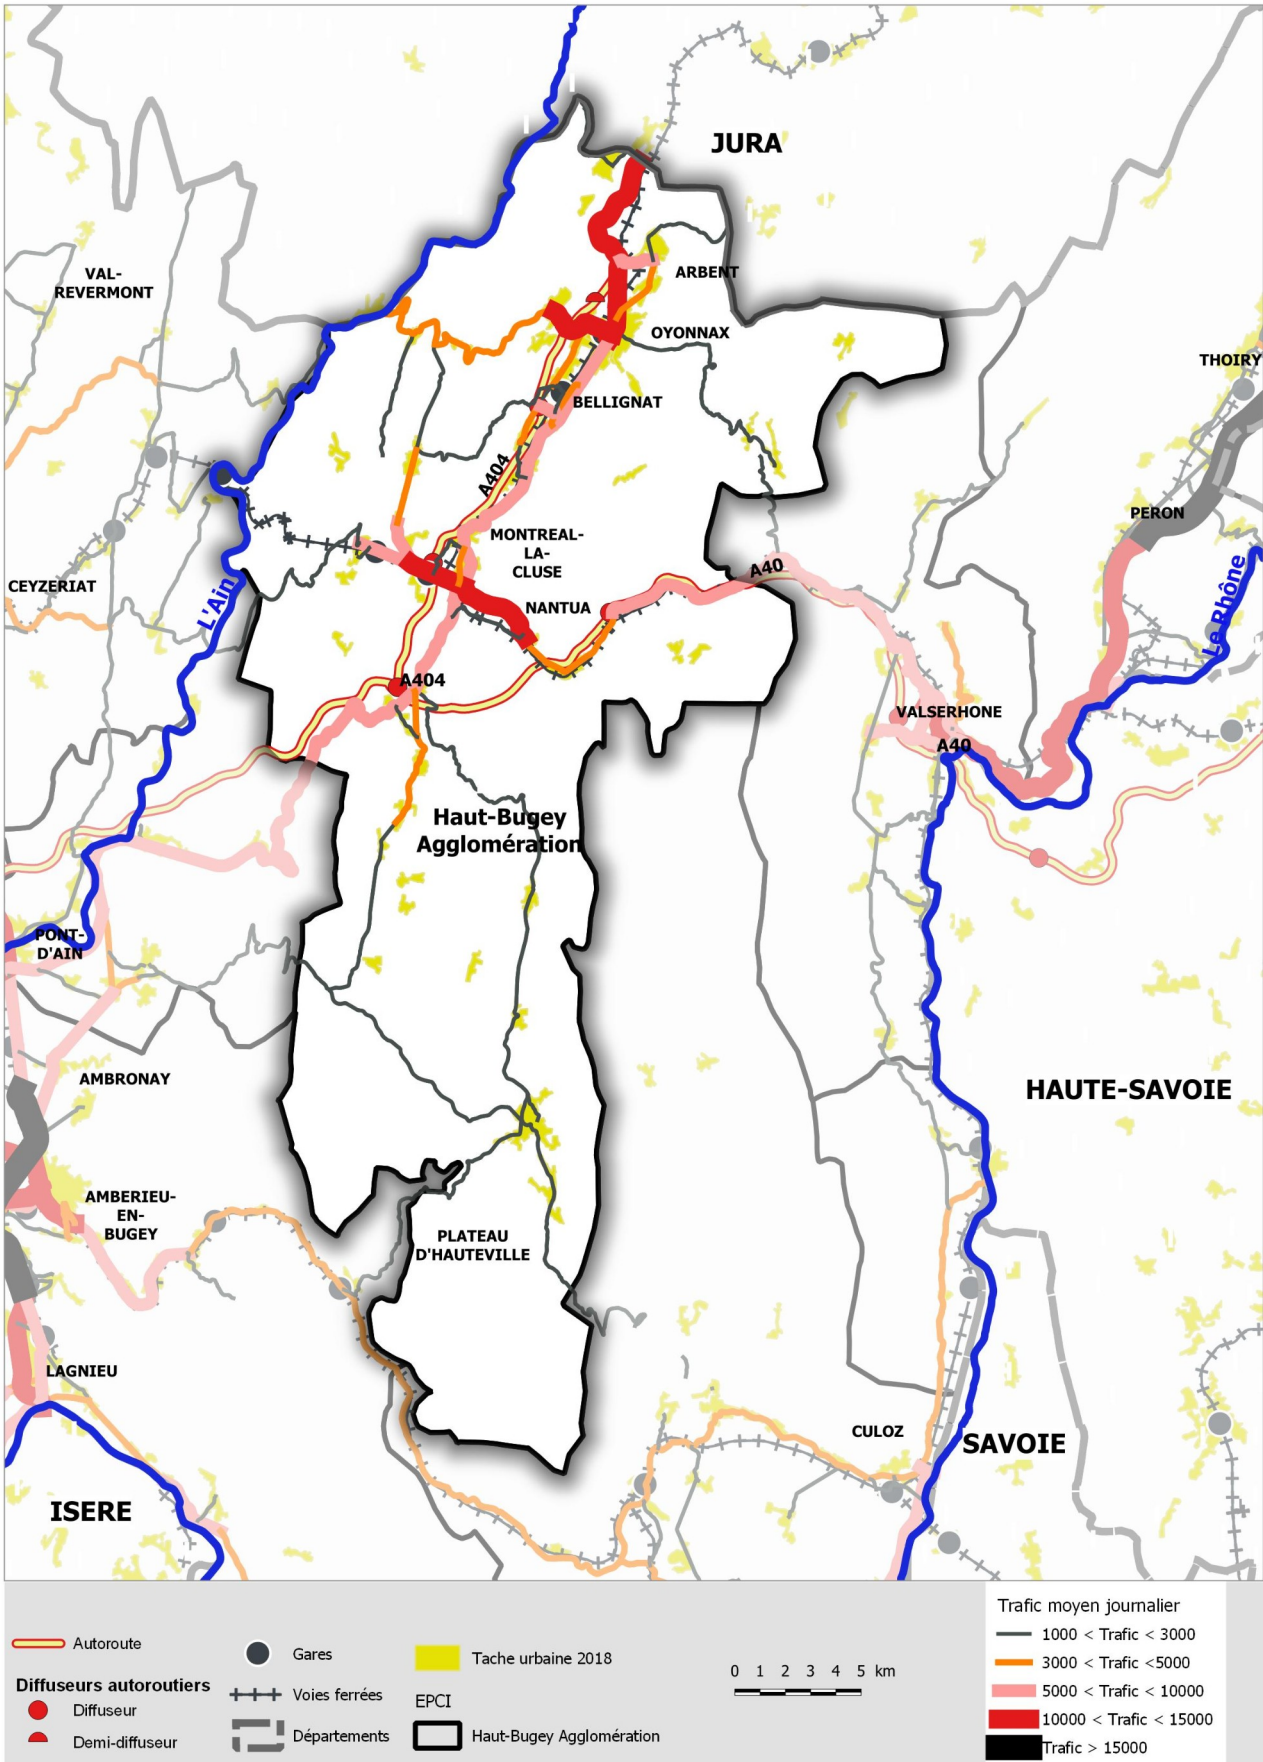 JURA
VAL-
REVERMONT
ARBENT
OYONNAX
THOIRY
BELLIGNAT
A404
PERON
MONTREAL-
LA-
CLUSE
A40
CEYZERIAT
L'Ain
NANTUA
Le Rhône
A404
VALSERHONE
A40
Haut-Bugey
Agglomération
PONT-
D'AIN
AMBRONAY
HAUTE-SAVOIE
AMBERIEU-
EN-
BUGEY
PLATEAU
D'HAUTEVILLE
LAGNIEU
CULOZ
SAVOIE
ISERE
Autoroute
Diffuseurs autoroutiers
Diffuseur
Demi-diffuseur
Gares
Voies ferrées
Départements
Tache urbaine 2018
EPCI
Haut-Bugey Agglomération
0 1 2 3 4 5 km
Trafic moyen journalier
1000 < Trafic < 3000
3000 < Trafic <5000
5000 < Trafic < 10000
10000 < Trafic < 15000
Trafic > 15000